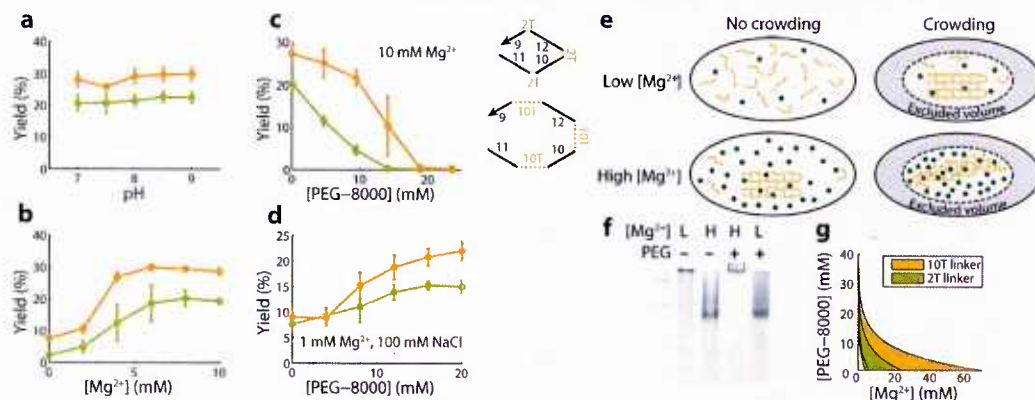 a
40
30
20
10
0
Yield (%)
7
8
9
pH
b
40
30
20
10
0
Yield (%)
0
5
10
[Mg²⁺] (mM)
c
30
20
10
0
Yield (%)
10 mM Mg²⁺
0
10
20
[PEG–8000] (mM)
2T
9
12
2T
11
10
2T
10T
9
12
10T
11
10
10T
d
25
20
15
10
5
0
Yield (%)
1 mM Mg²⁺, 100 mM NaCl
0
5
10
15
20
[PEG–8000] (mM)
e
No crowding
Crowding
Low [Mg²⁺]
Excluded volume
High [Mg²⁺]
Excluded volume
f
[Mg²⁺] L H H L
PEG – – + +
g
40
30
20
10
0
[PEG–8000] (mM)
10T linker
2T linker
0
20
40
60
[Mg²⁺] (mM)